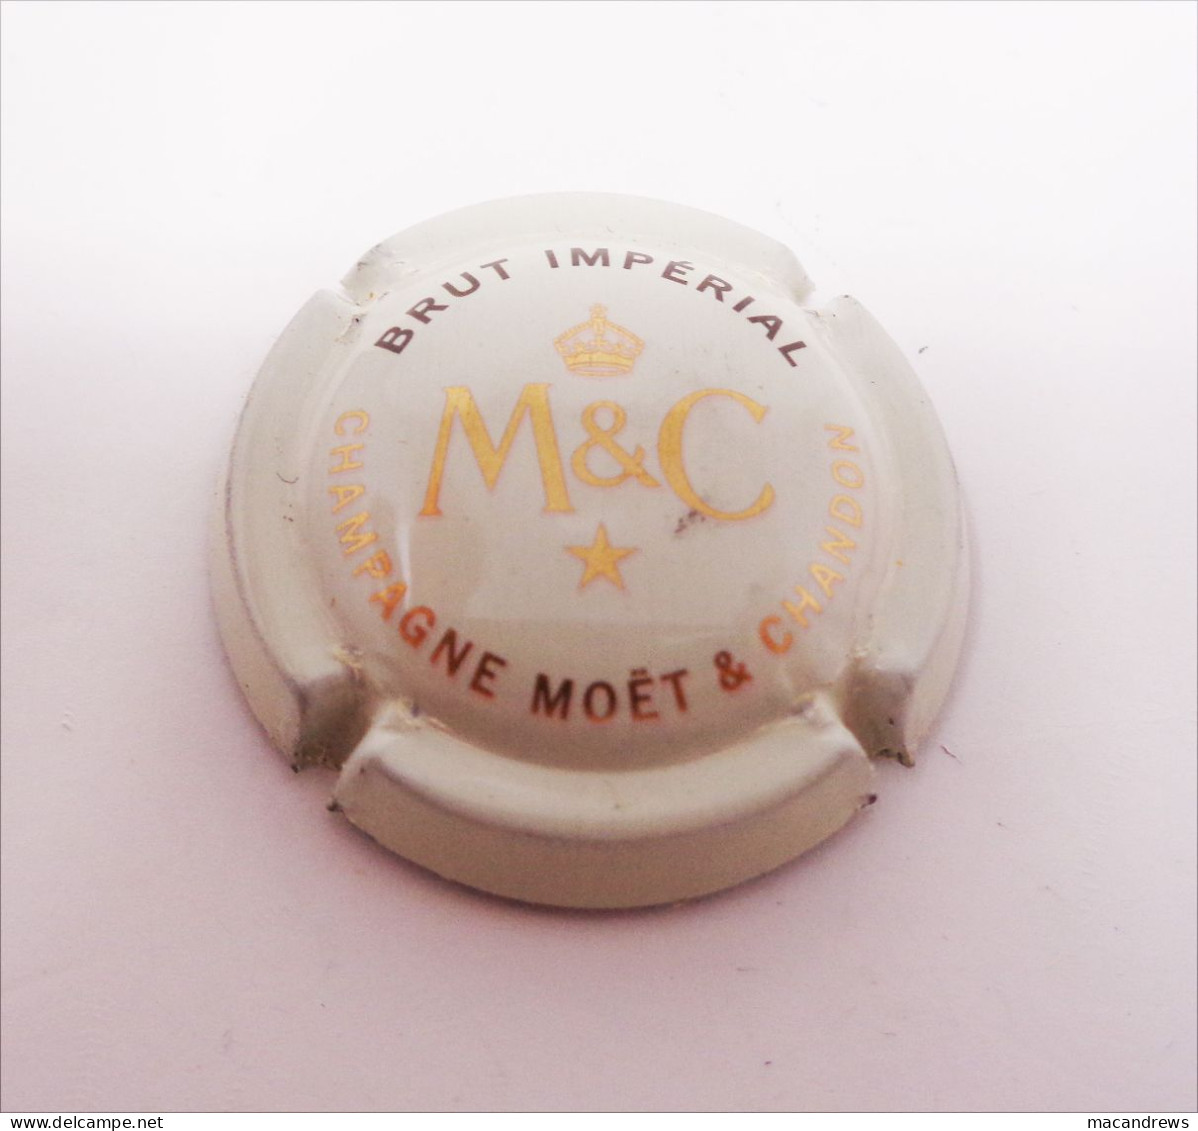 BRUT IMPÉRIAL
M&C
CHAMPAGNE MOËT & CHANDON
www.delcampe.net
macandrews